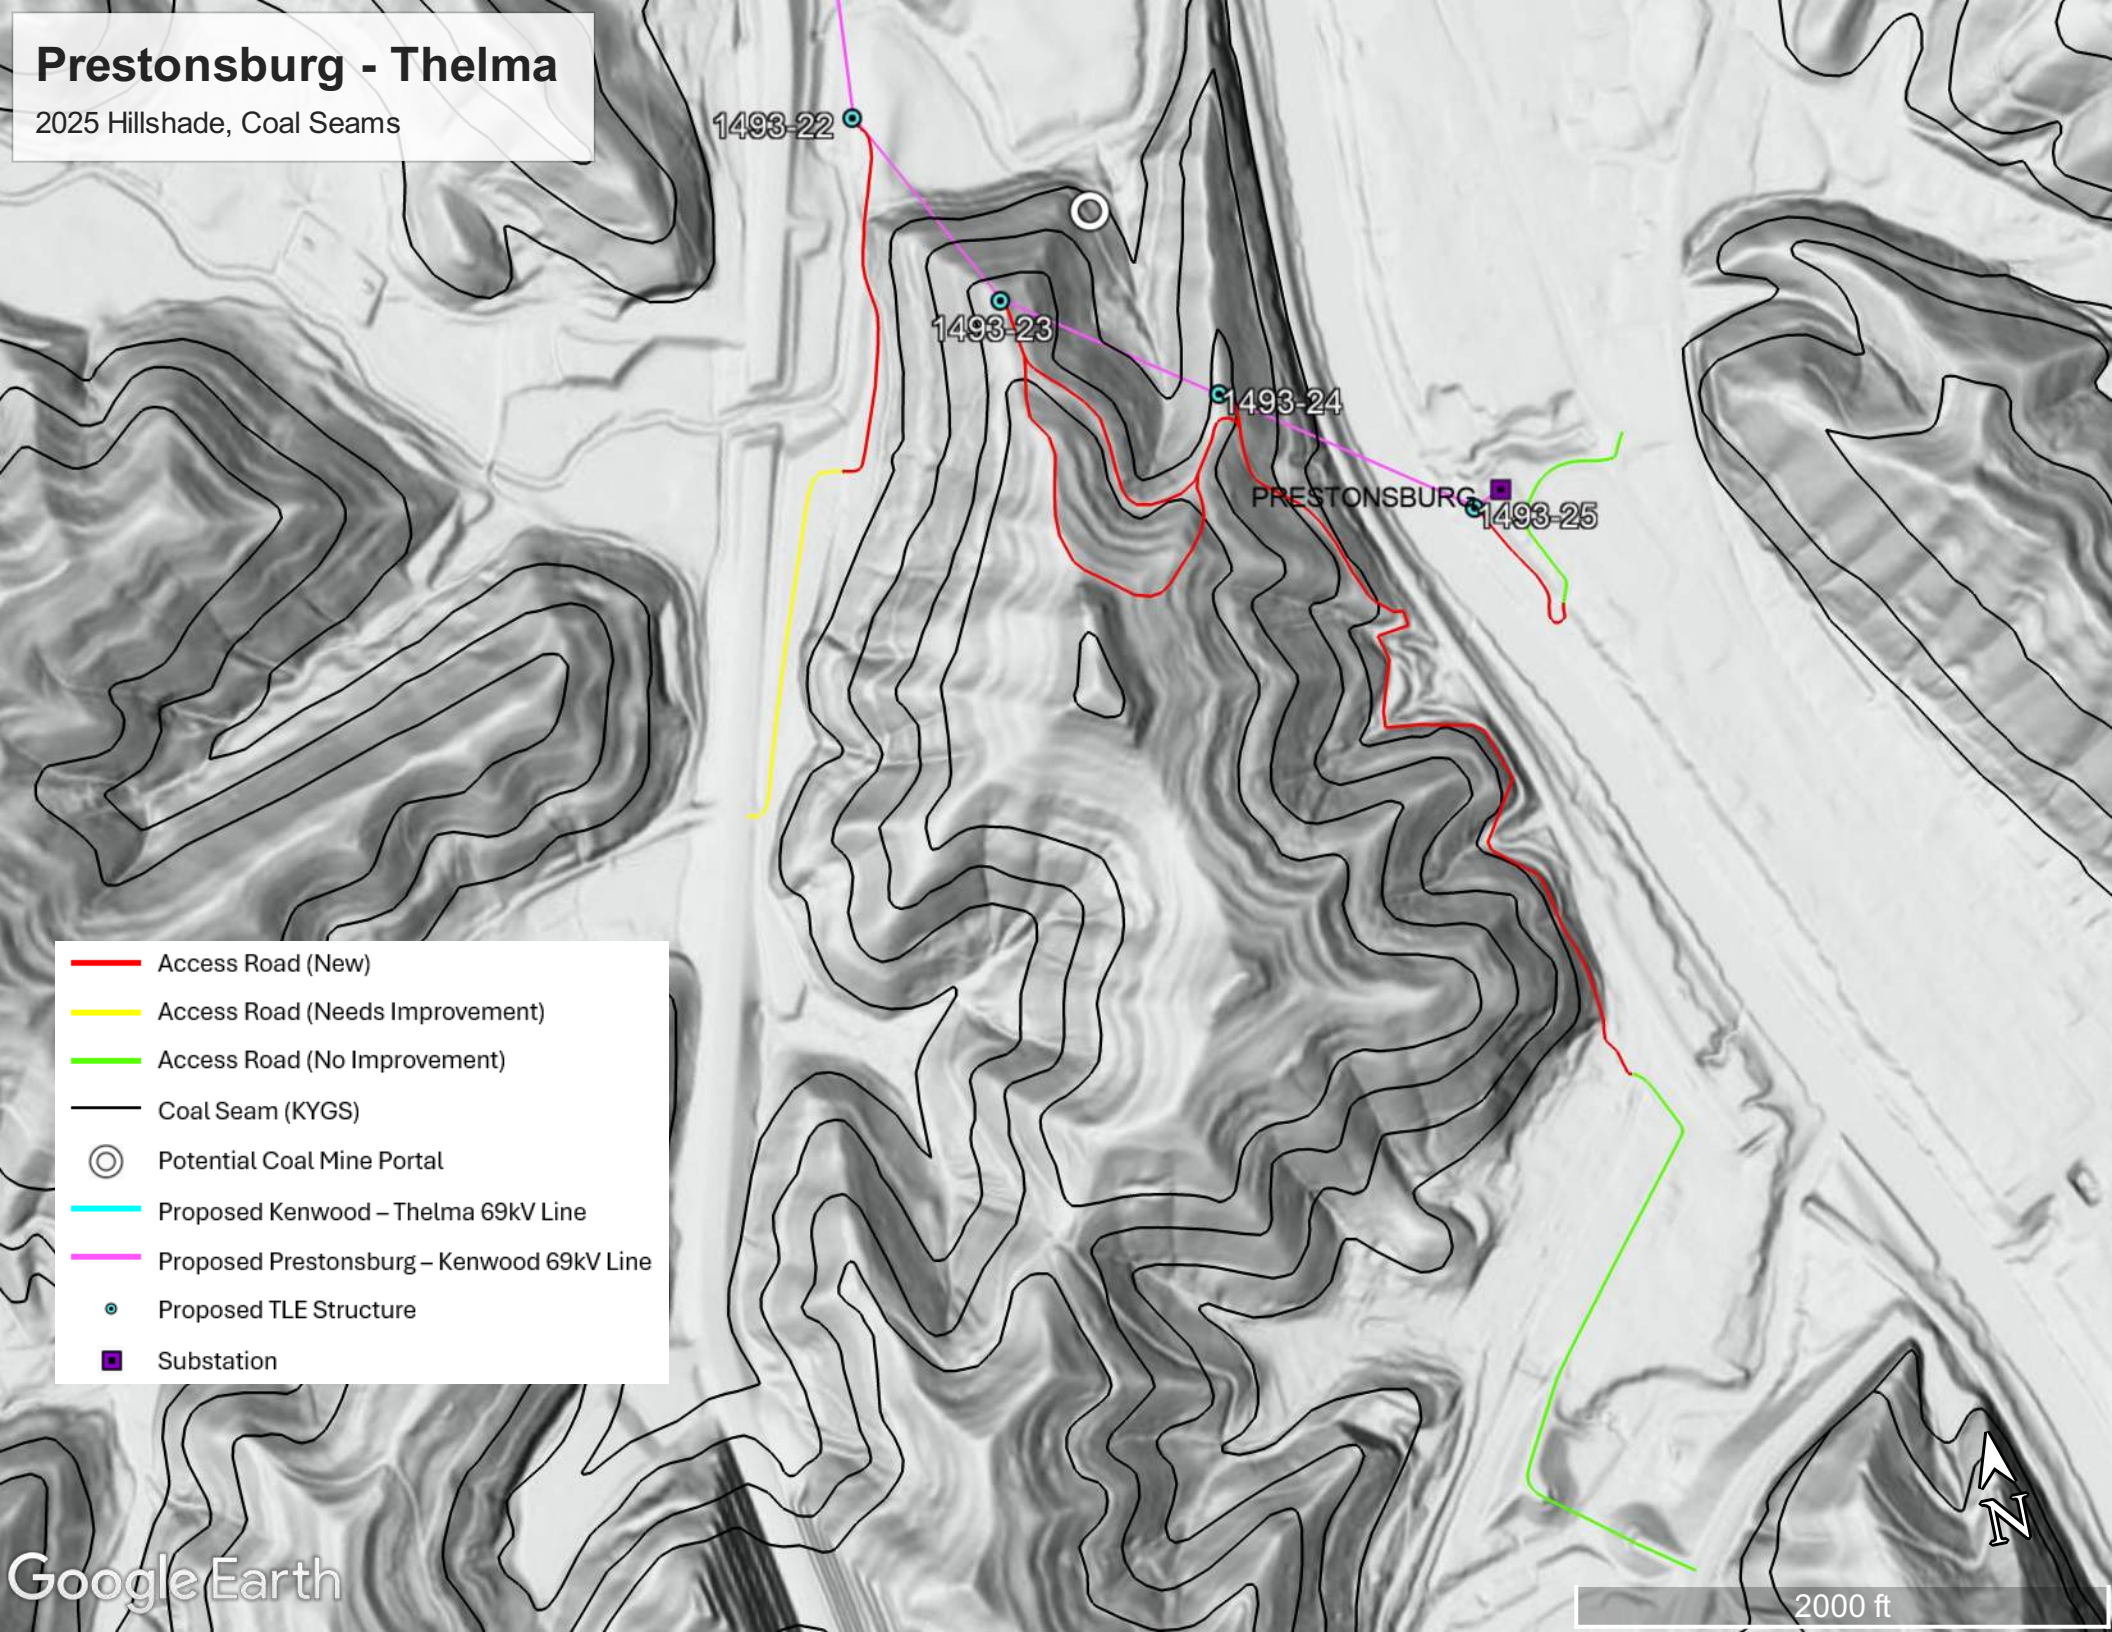 Prestonsburg - Thelma
2025 Hillshade, Coal Seams
1493-22
1493-23
1493-24
PRESTONSBURG
1493-25
Access Road (New)
Access Road (Needs Improvement)
Access Road (No Improvement)
Coal Seam (KYGS)
Potential Coal Mine Portal
Proposed Kenwood – Thelma 69kV Line
Proposed Prestonsburg – Kenwood 69kV Line
Proposed TLE Structure
Substation
N
Google Earth
2000 ft